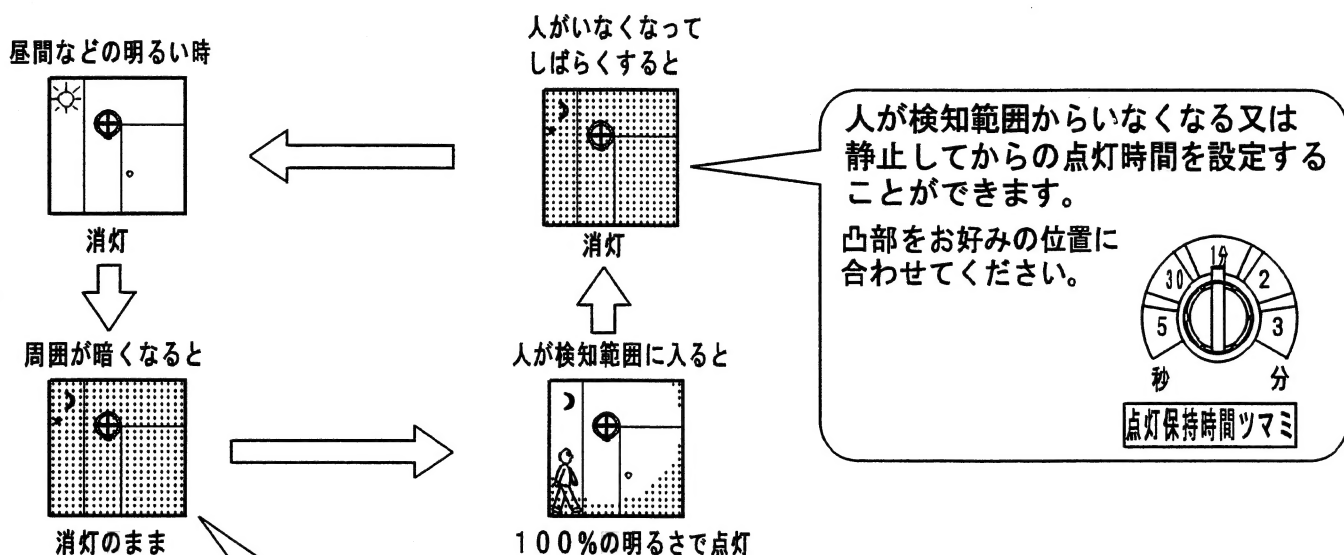 昼間などの明るい時
消灯
周囲が暗くなると
消灯のまま
人が検知範囲に入ると
100%の明るさで点灯
人がいなくなって
しばらくすると
消灯
人が検知範囲からいなくなる又は
静止してからの点灯時間を設定する
ことができます。
凸部をお好みの位置に
合わせてください。
5
30
1分
2
3
秒
分
点灯保持時間ツマミ